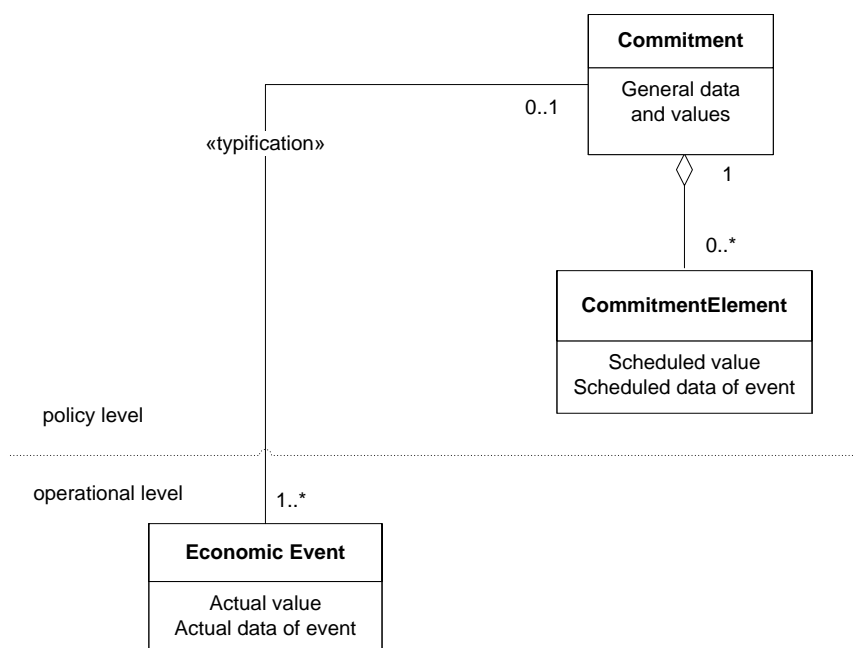 Commitment
General data
and values
0..1
«typification»
1
0..*
CommitmentElement
Scheduled value
Scheduled data of event
policy level
operational level
1..*
Economic Event
Actual value
Actual data of event